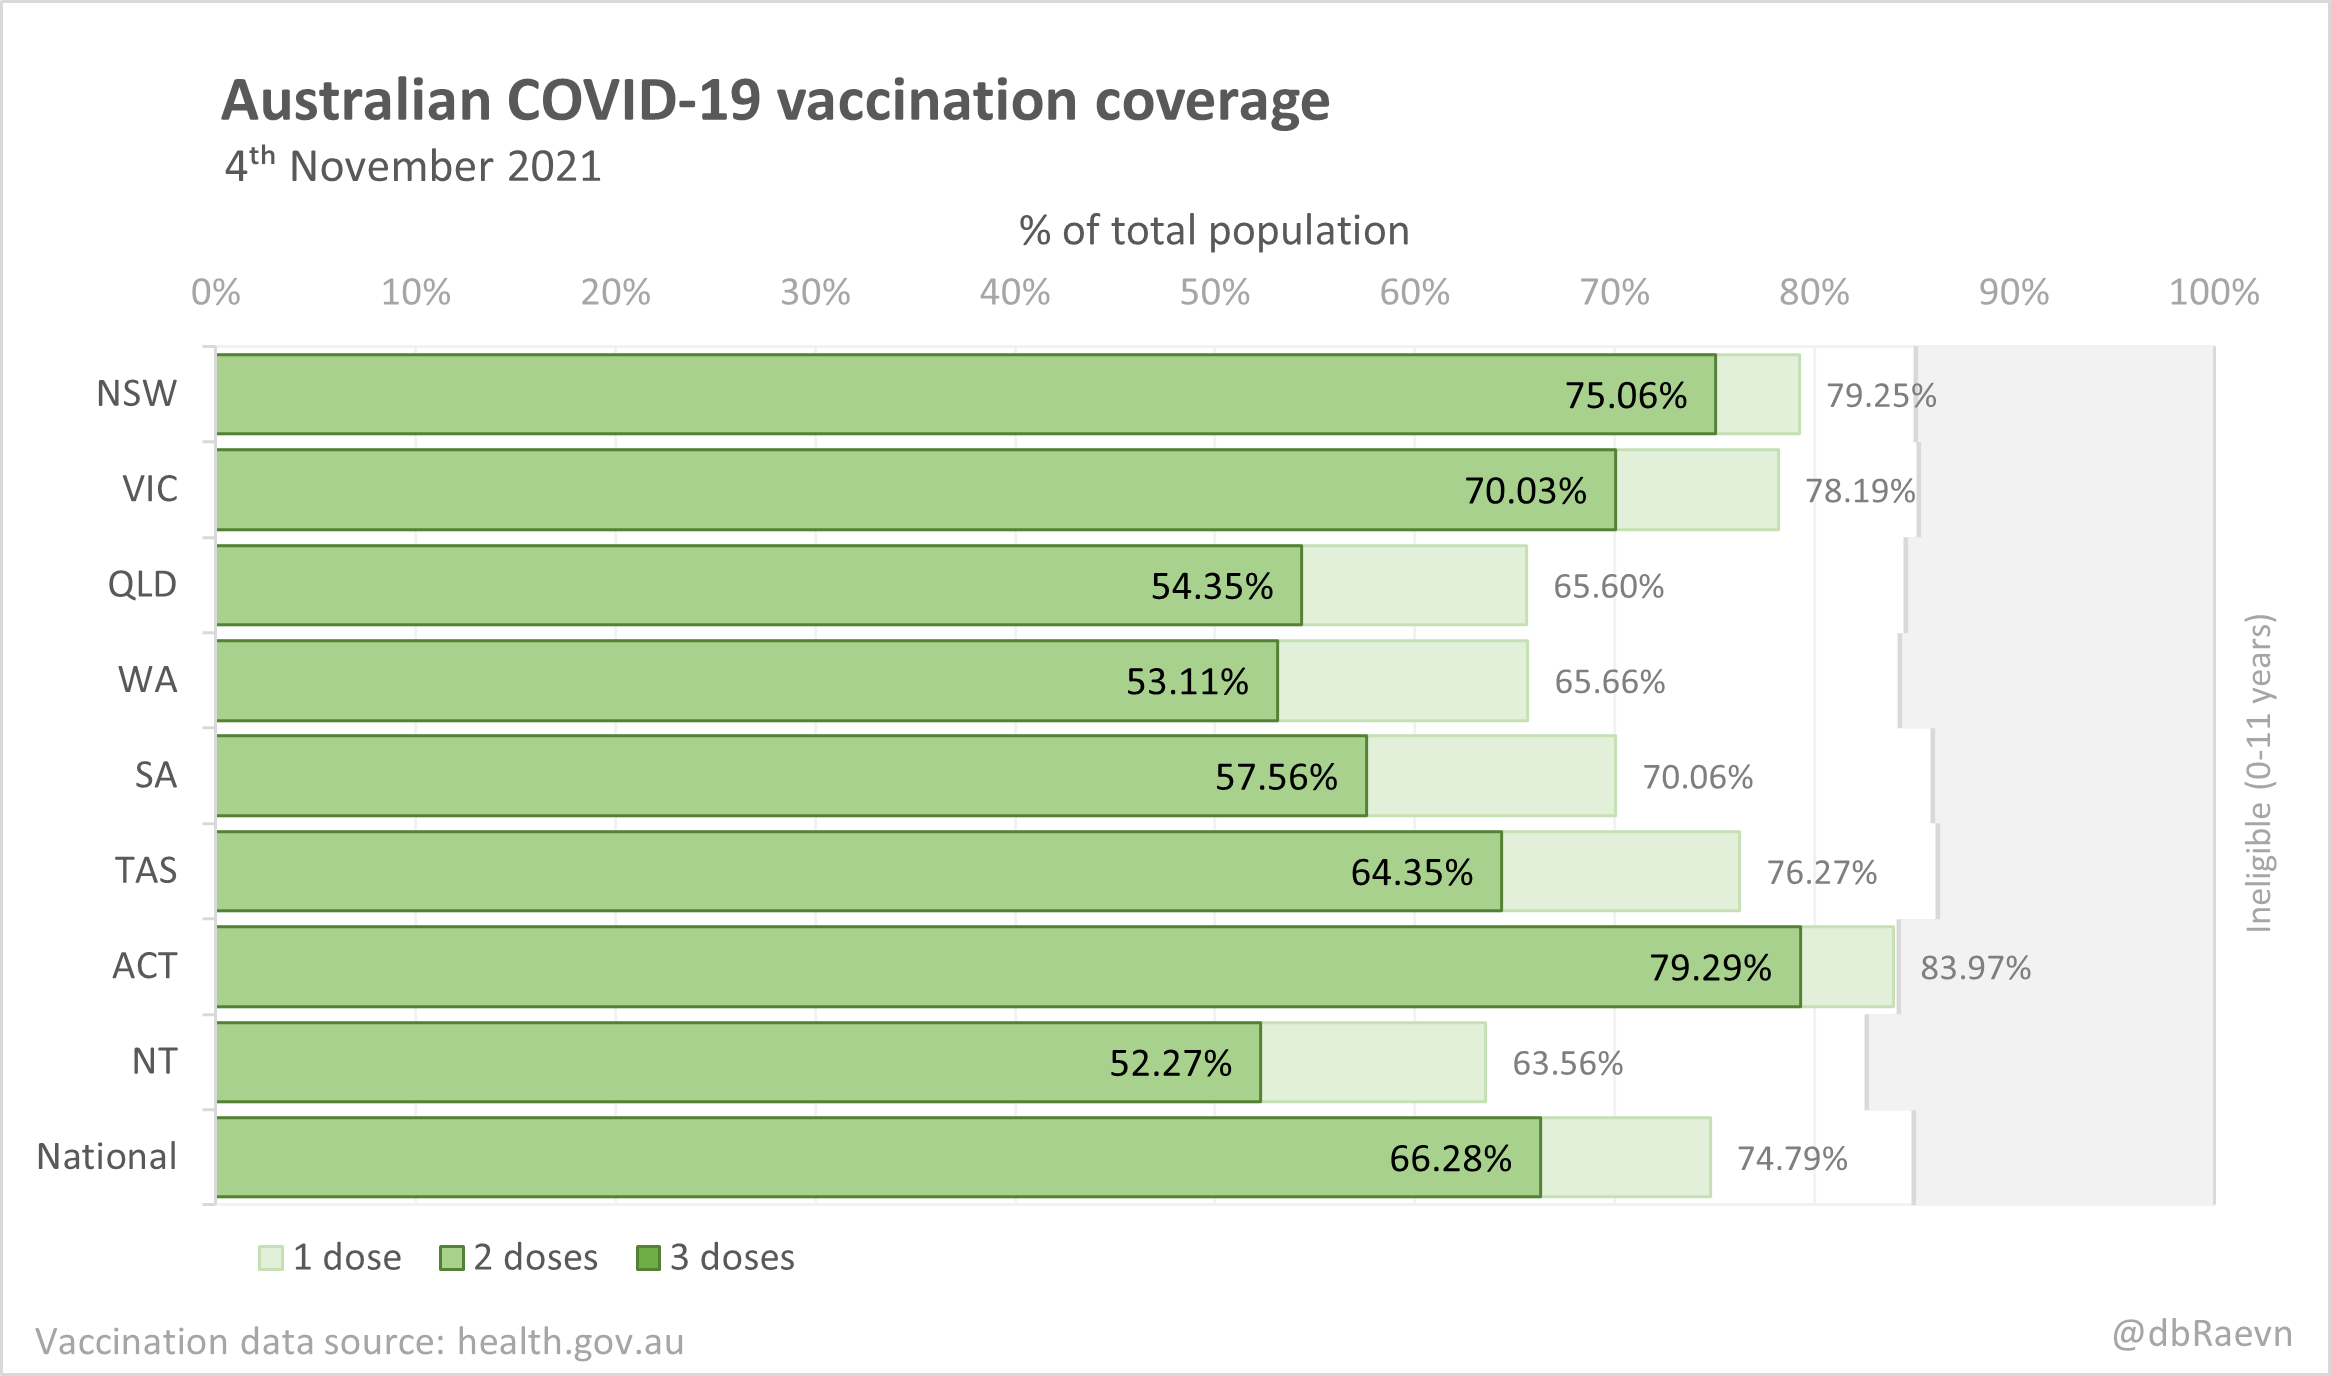 Australian COVID-19 vaccination coverage
4th November 2021
% of total population
0% 10% 20% 30% 40% 50% 60% 70% 80% 90% 100%
NSW 75.06% 79.25%
VIC 70.03% 78.19%
QLD 54.35% 65.60%
WA 53.11% 65.66%
SA 57.56% 70.06%
TAS 64.35% 76.27%
ACT 79.29% 83.97%
NT 52.27% 63.56%
National 66.28% 74.79%
Ineligible (0-11 years)
1 dose 2 doses 3 doses
Vaccination data source: health.gov.au
@dbRaevn